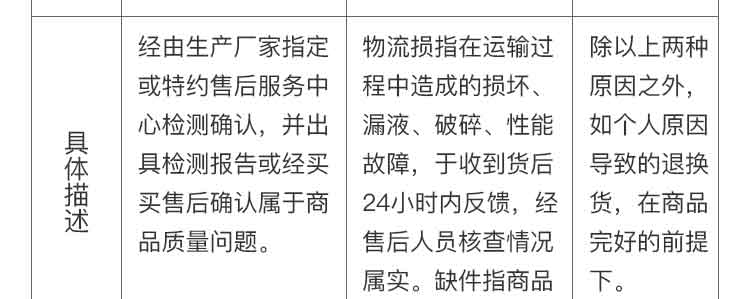 具体描述
经由生产厂家指定
或特约售后服务中
心检测确认，并出
具检测报告或经买
买售后确认属于商
品质量问题。
物流损指在运输过
程中造成的损坏、
漏液、破碎、性能
故障，于收到货后
24小时内反馈，经
售后人员核查情况
属实。缺件指商品
除以上两种
原因之外，
如个人原因
导致的退换
货，在商品
完好的前提
下。